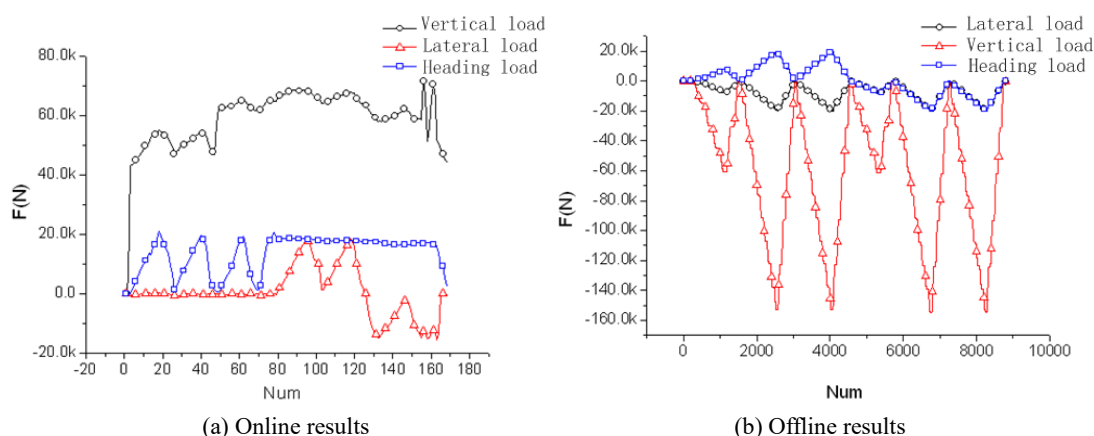 Vertical load
Lateral load
Heading load
80.0k
60.0k
40.0k
20.0k
0.0
-20.0k
F(N)
-20 0 20 40 60 80 100 120 140 160 180
Num
(a) Online results
Lateral load
Vertical load
Heading load
20.0k
0.0
-20.0k
-40.0k
-60.0k
-80.0k
-100.0k
-120.0k
-140.0k
-160.0k
F(N)
0 2000 4000 6000 8000 10000
Num
(b) Offline results